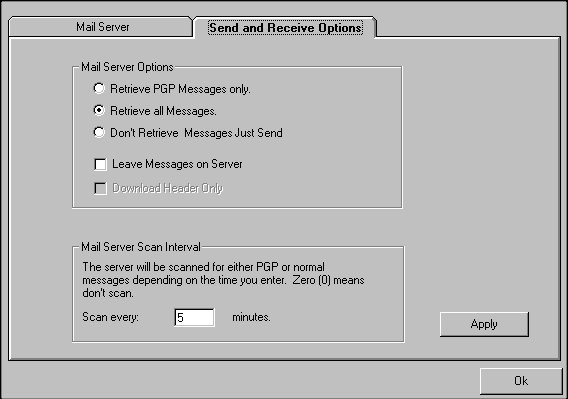 Mail Server
Send and Receive Options
Mail Server Options
Retrieve PGP Messages only.
Retrieve all Messages.
Don't Retrieve Messages Just Send
Leave Messages on Server
Download Header Only
Mail Server Scan Interval
The server will be scanned for either PGP or normal
messages depending on the time you enter. Zero (0) means
don't scan.
Scan every: 5 minutes.
Apply
Ok